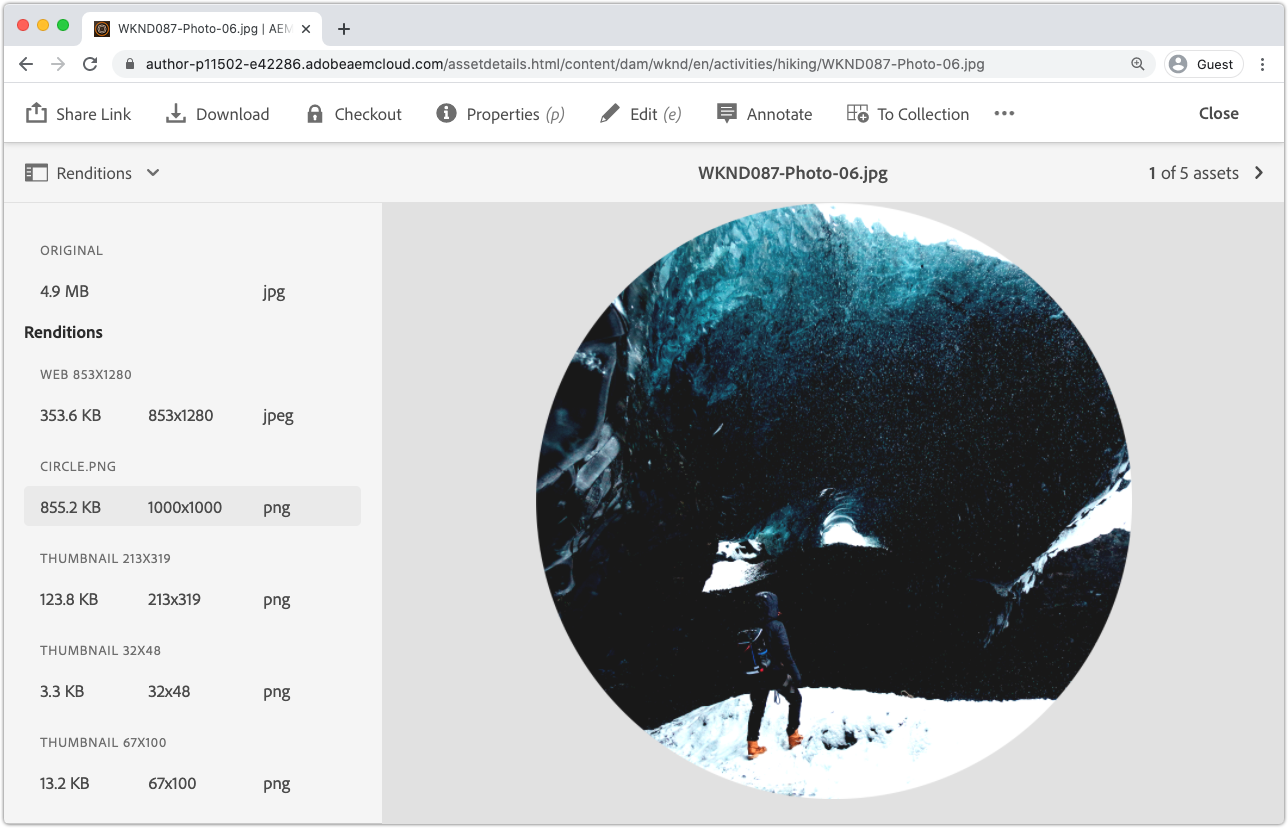 WKND087-Photo-06.jpg | AEM
author-p11502-e42286.adobeaemcloud.com/assetdetails.html/content/dam/wknd/en/activities/hiking/WKND087-Photo-06.jpg
Guest
Share Link Download Checkout Properties (p) Edit (e) Annotate To Collection ••• Close
Renditions WKND087-Photo-06.jpg 1 of 5 assets
ORIGINAL
4.9 MB jpg
Renditions
WEB 853X1280
353.6 KB 853x1280 jpeg
CIRCLE.PNG
855.2 KB 1000x1000 png
THUMBNAIL 213X319
123.8 KB 213x319 png
THUMBNAIL 32X48
3.3 KB 32x48 png
THUMBNAIL 67X100
13.2 KB 67x100 png